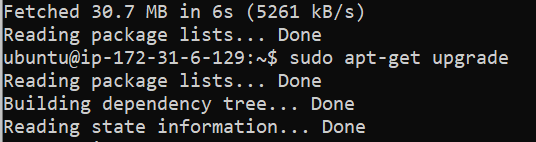 Fetched 30.7 MB in 6s (5261 kB/s)
Reading package lists... Done
ubuntu@ip-172-31-6-129:~$ sudo apt-get upgrade
Reading package lists... Done
Building dependency tree... Done
Reading state information... Done